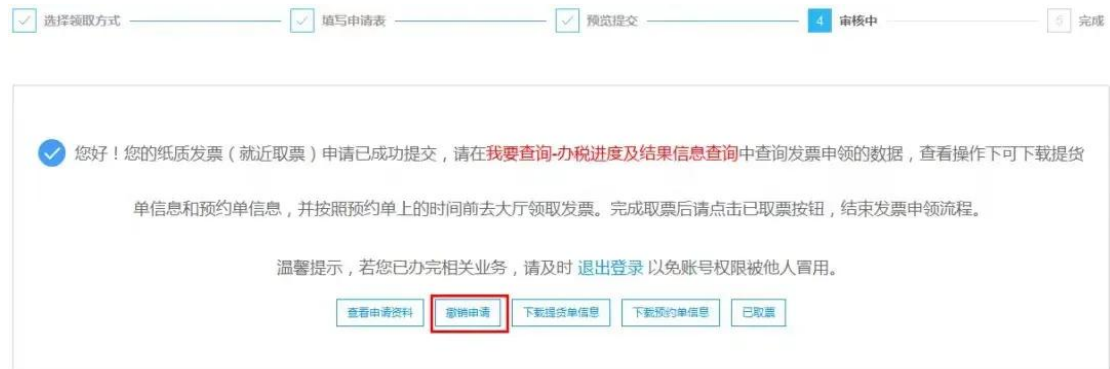 选择领取方式 填写申请表 预览提交 4 审核中 5 完成
您好！您的纸质发票（就近取票）申请已成功提交，请在我要查询-办税进度及结果信息查询中查询发票申领的数据，查看操作下可下载提货
单信息和预约单信息，并按照预约单上的时间前去大厅领取发票。完成取票后请点击已取票按钮，结束发票申领流程。
温馨提示，若您已办完相关业务，请及时 退出登录 以免账号权限被他人冒用。
查看申请资料 撤销申请 下载提货单信息 下载预约单信息 已取票